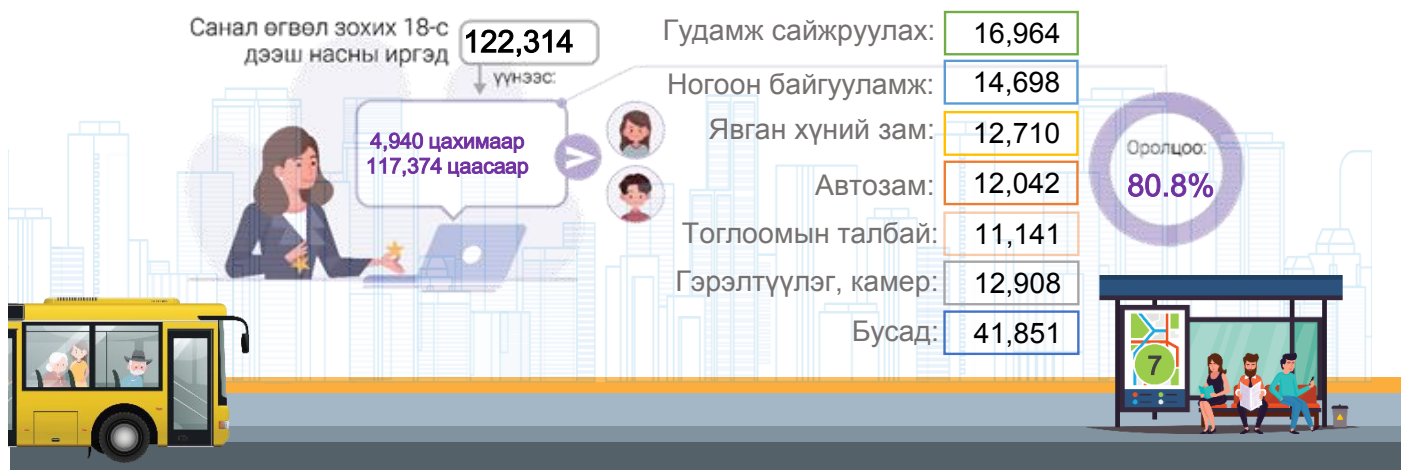 Санал өгвөл зохих 18-с
дээш насны иргэд
122,314
үүнээс:
4,940 цахимаар
117,374 цаасаар
Гудамж сайжруулах: 16,964
Ногоон байгууламж: 14,698
Явган хүний зам: 12,710
Автозам: 12,042
Тоглоомын талбай: 11,141
Гэрэлтүүлэг, камер: 12,908
Бусад: 41,851
Оролцоо:
80.8%
7